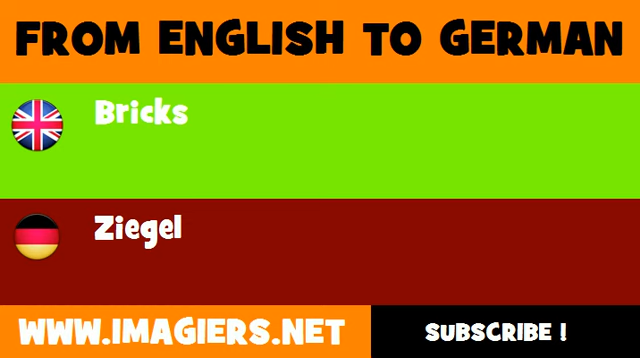 FROM ENGLISH TO GERMAN
Bricks
Ziegel
WWW.IMAGIERS.NET
SUBSCRIBE !